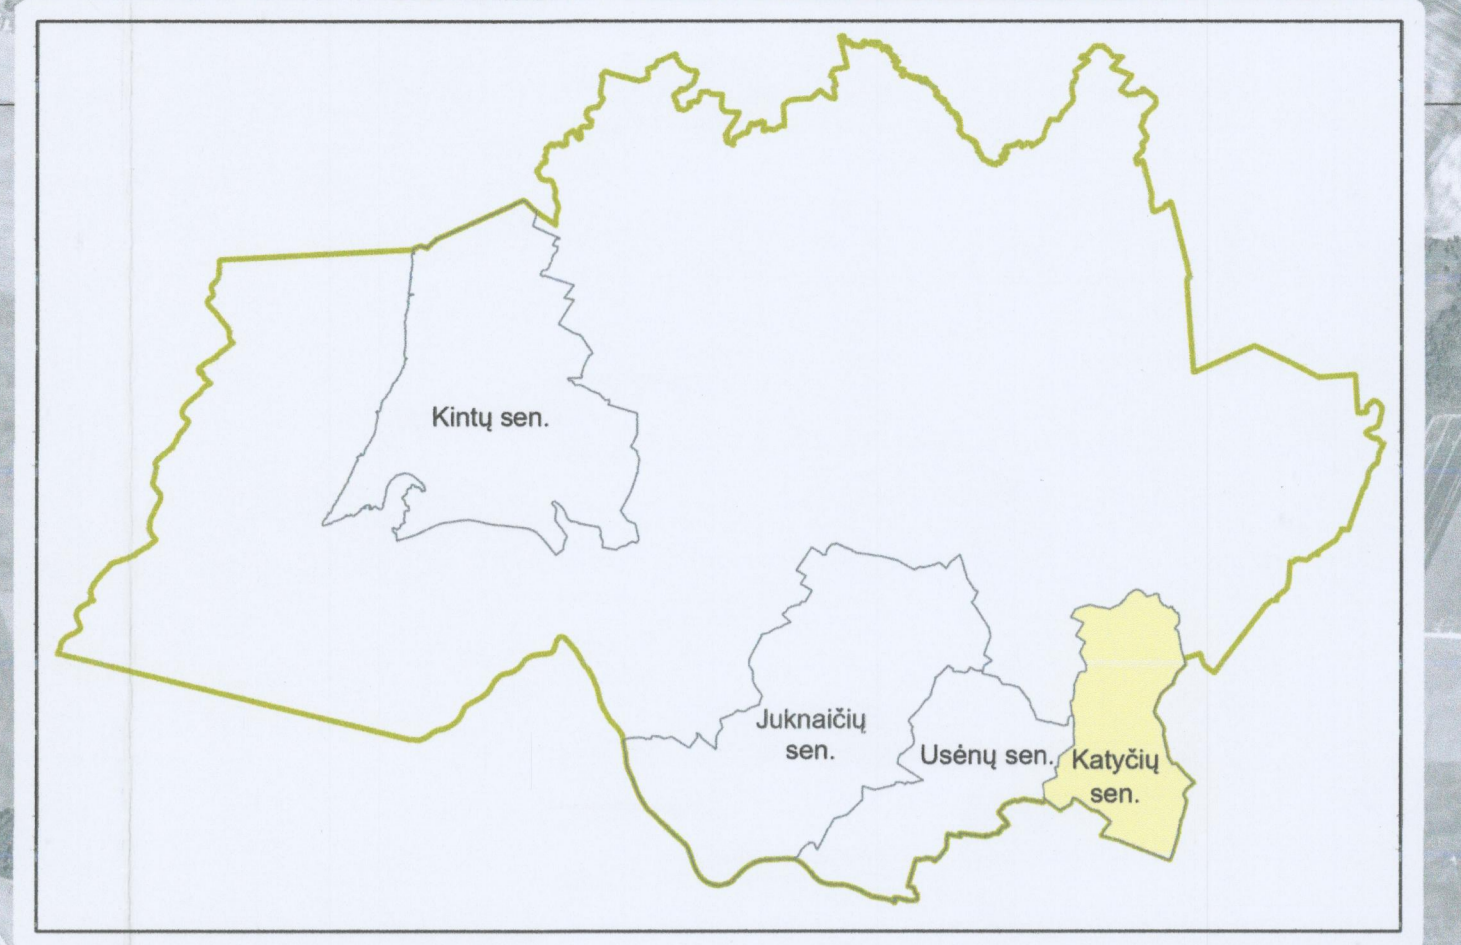 Kintų sen.
Juknaičių
sen.
Usėnų sen.
Katyčių
sen.